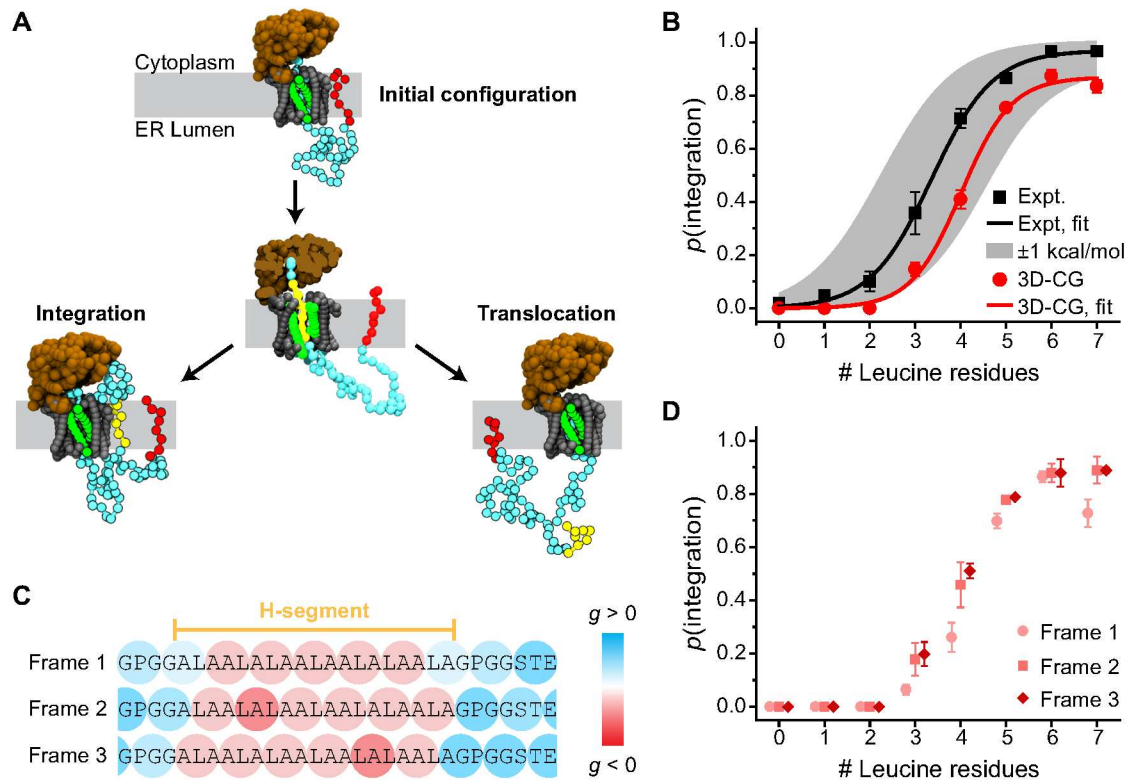 A
Cytoplasm
ER Lumen
Initial configuration
Integration
Translocation
B
p(integration)
1.0
0.8
0.6
0.4
0.2
0.0
Expt.
Expt, fit
±1 kcal/mol
3D-CG
3D-CG, fit
0 1 2 3 4 5 6 7
# Leucine residues
C
H-segment
Frame 1 GPGGALAALALAALAALALAALAGPGGSTE
Frame 2 GPGGALAALALAALAALALAALAGPGGSTE
Frame 3 GPGGALAALALAALAALALAALAGPGGSTE
g > 0
g < 0
D
p(integration)
1.0
0.8
0.6
0.4
0.2
0.0
Frame 1
Frame 2
Frame 3
0 1 2 3 4 5 6 7
# Leucine residues